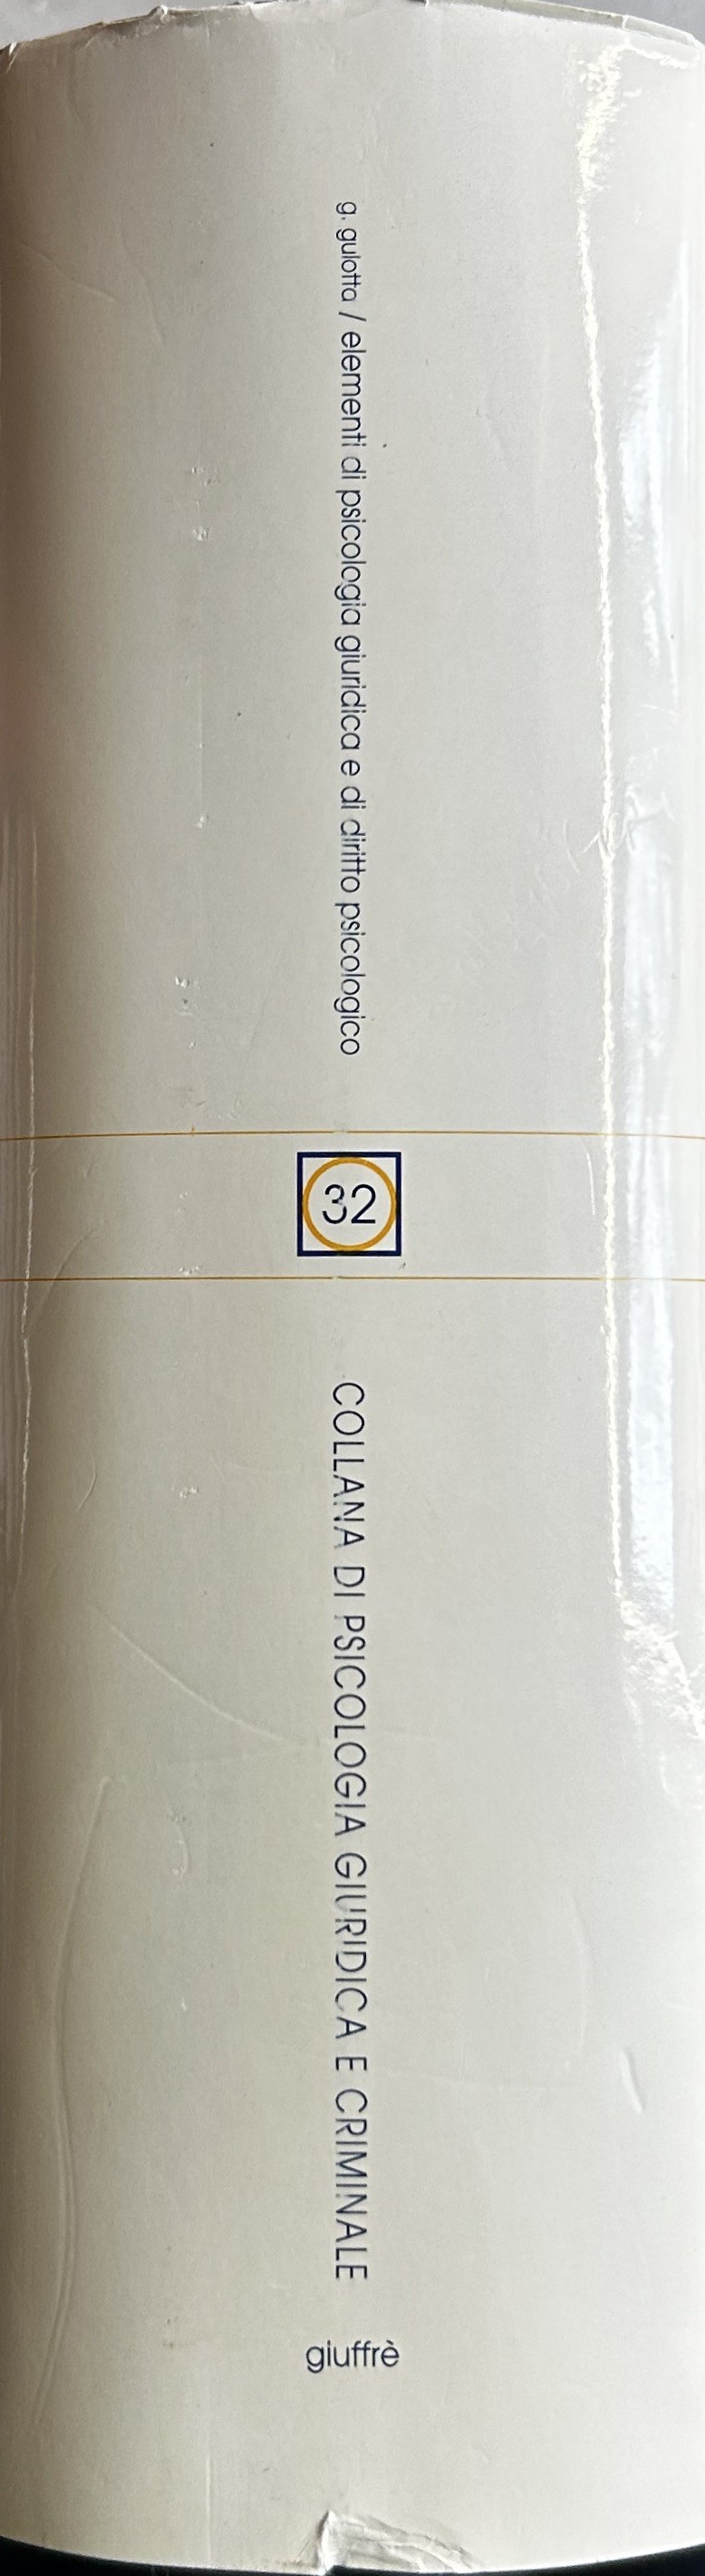 g. gulotta / elementi di psicologia giuridica e di diritto psicologico
32
COLLANA DI PSICOLOGIA GIURIDICA E CRIMINALE
giuffrè